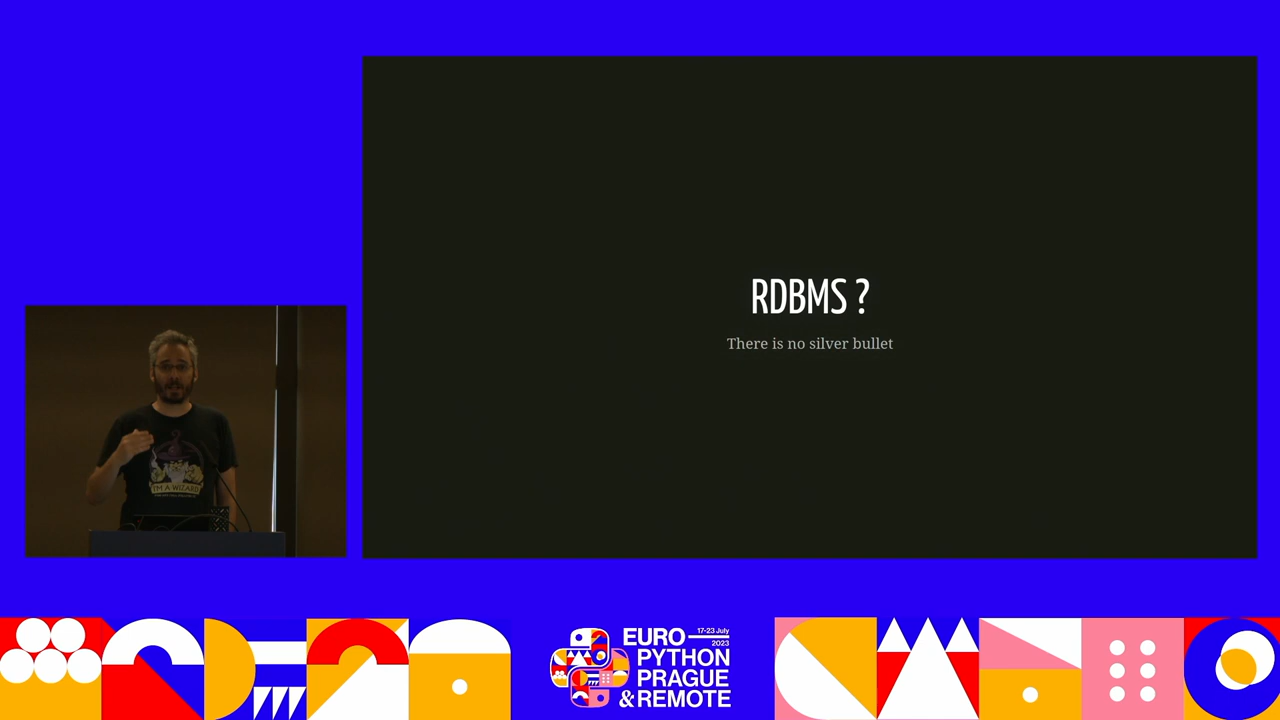 RDBMS ?
There is no silver bullet
I'M A WIZARD
EURO
17-23 July
2023
PYTHON
PRAGUE
& REMOTE